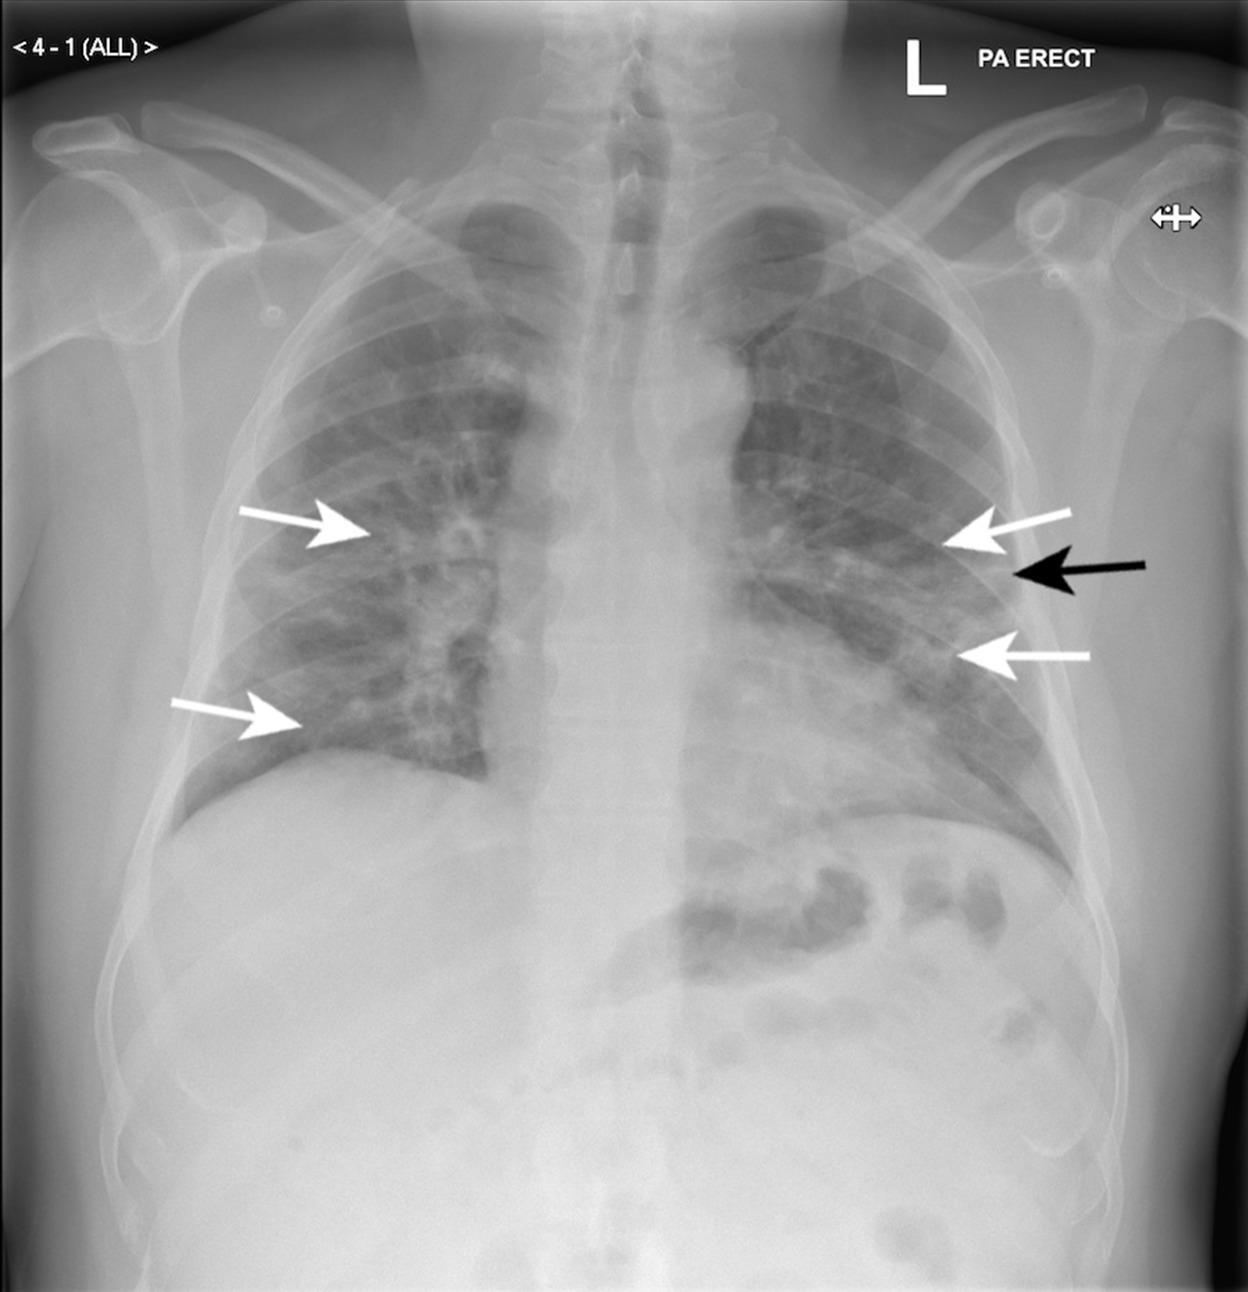 < 4 - 1 (ALL) >
L
PA ERECT